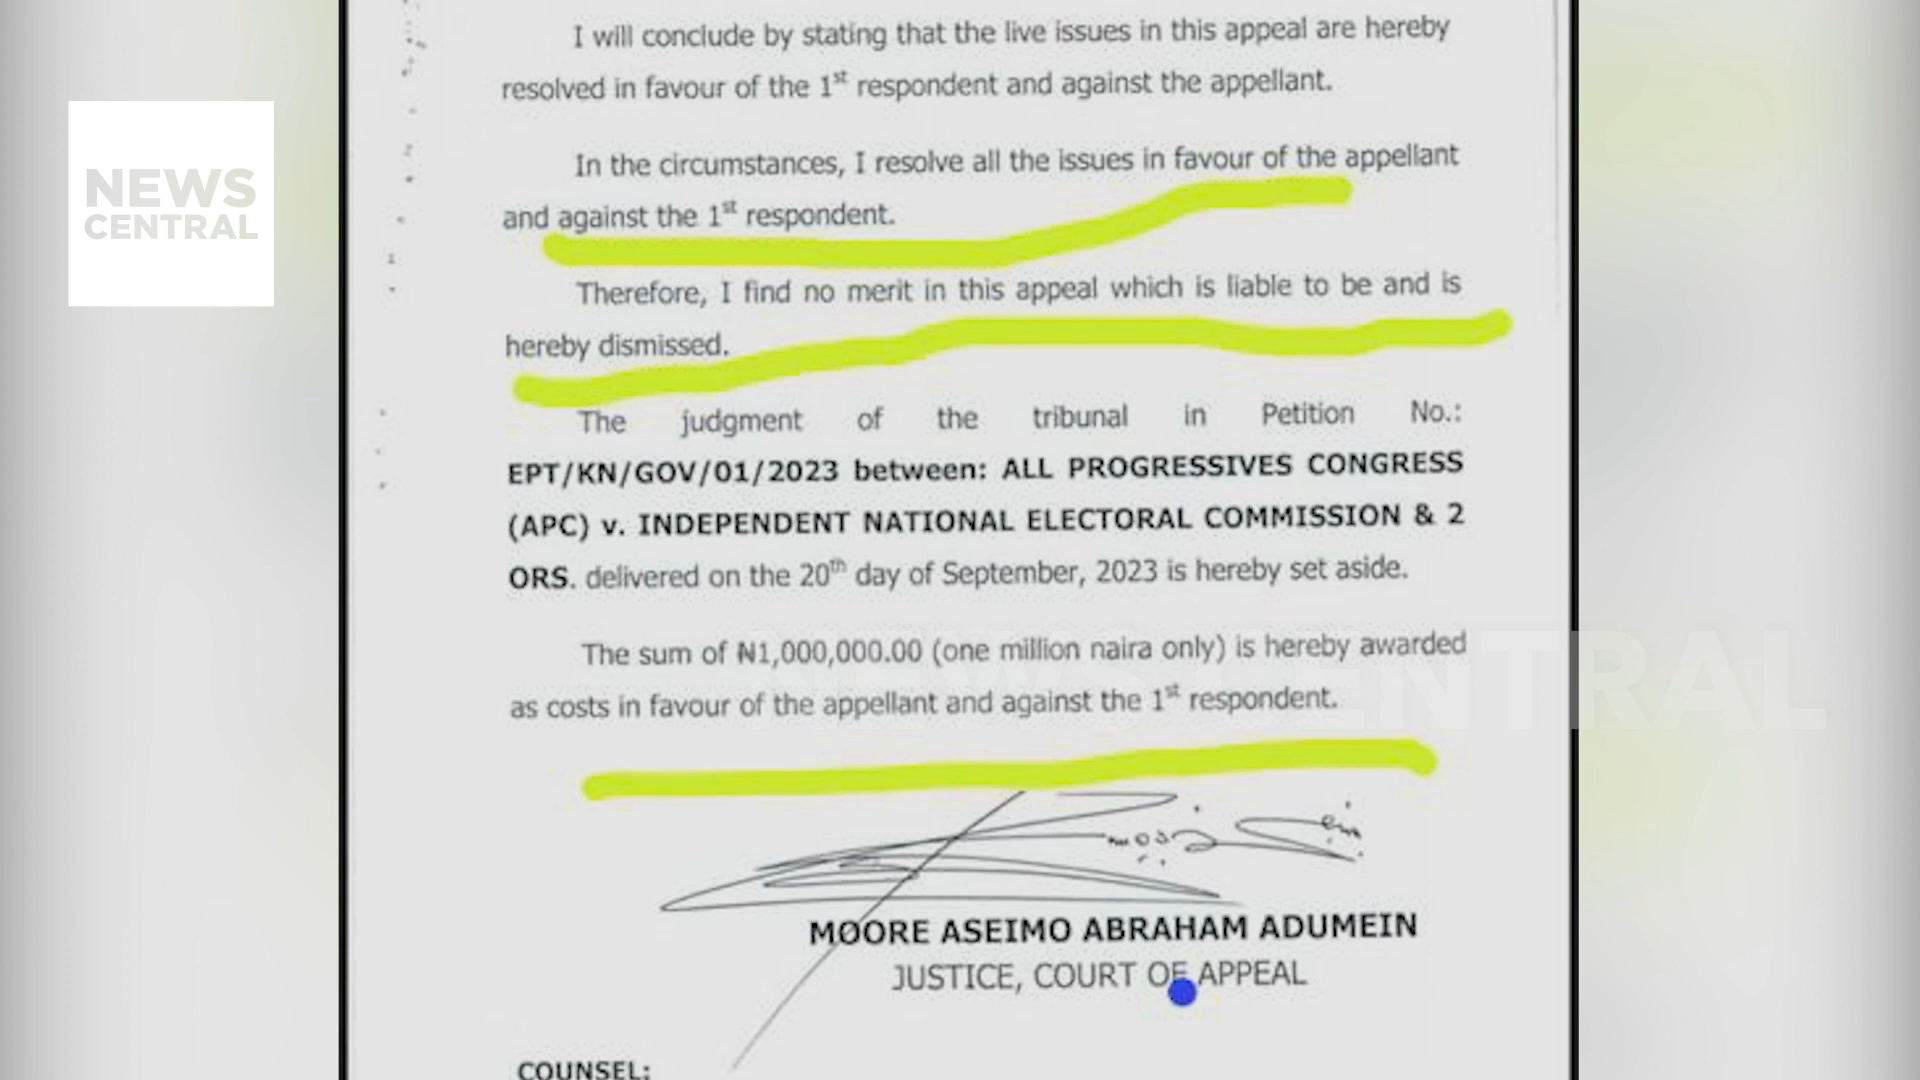 I will conclude by stating that the live issues in this appeal are hereby
resolved in favour of the 1st respondent and against the appellant.
In the circumstances, I resolve all the issues in favour of the appellant
and against the 1st respondent.
Therefore, I find no merit in this appeal which is liable to be and is
hereby dismissed.
The judgment of the tribunal in Petition No.:
EPT/KN/GOV/01/2023 between: ALL PROGRESSIVES CONGRESS
(APC) v. INDEPENDENT NATIONAL ELECTORAL COMMISSION & 2
ORS. delivered on the 20th day of September, 2023 is hereby set aside.
The sum of ₦1,000,000.00 (one million naira only) is hereby awarded
as costs in favour of the appellant and against the 1st respondent.
MOORE ASEIMO ABRAHAM ADUMEIN
JUSTICE, COURT OF APPEAL
COUNSEL:
NEWS
CENTRAL
NEWS CENTRAL